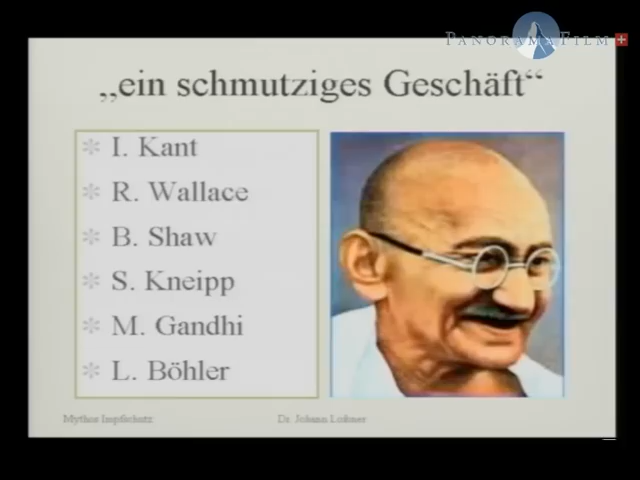 PANORAMAFILM
„ein schmutziges Geschäft“
I. Kant
R. Wallace
B. Shaw
S. Kneipp
M. Gandhi
L. Böhler
Mythos Impfschutz
Dr. Johann Loibner